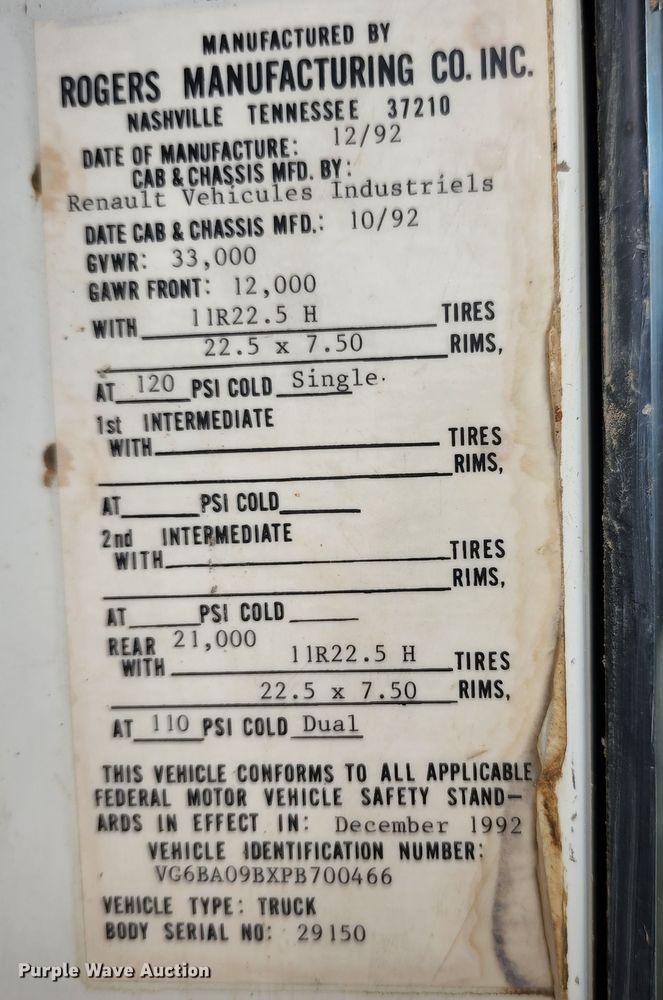 MANUFACTURED BY
ROGERS MANUFACTURING CO. INC.
NASHVILLE TENNESSEE 37210
DATE OF MANUFACTURE: 12/92
CAB & CHASSIS MFD. BY:
Renault Vehicules Industriels
DATE CAB & CHASSIS MFD.: 10/92
GVWR: 33,000
GAWR FRONT: 12,000
WITH 11R22.5 H TIRES
22.5 x 7.50 RIMS,
AT 120 PSI COLD Single.
1st INTERMEDIATE
WITH TIRES
RIMS,
AT PSI COLD
2nd INTERMEDIATE
WITH TIRES
RIMS,
AT PSI COLD
REAR 21,000
WITH 11R22.5 H TIRES
22.5 x 7.50 RIMS,
AT 110 PSI COLD Dual
THIS VEHICLE CONFORMS TO ALL APPLICABLE
FEDERAL MOTOR VEHICLE SAFETY STAND-
ARDS IN EFFECT IN: December 1992
VEHICLE IDENTIFICATION NUMBER:
VG6BA09BXPB700466
VEHICLE TYPE: TRUCK
BODY SERIAL NO: 29150
Purple Wave Auction